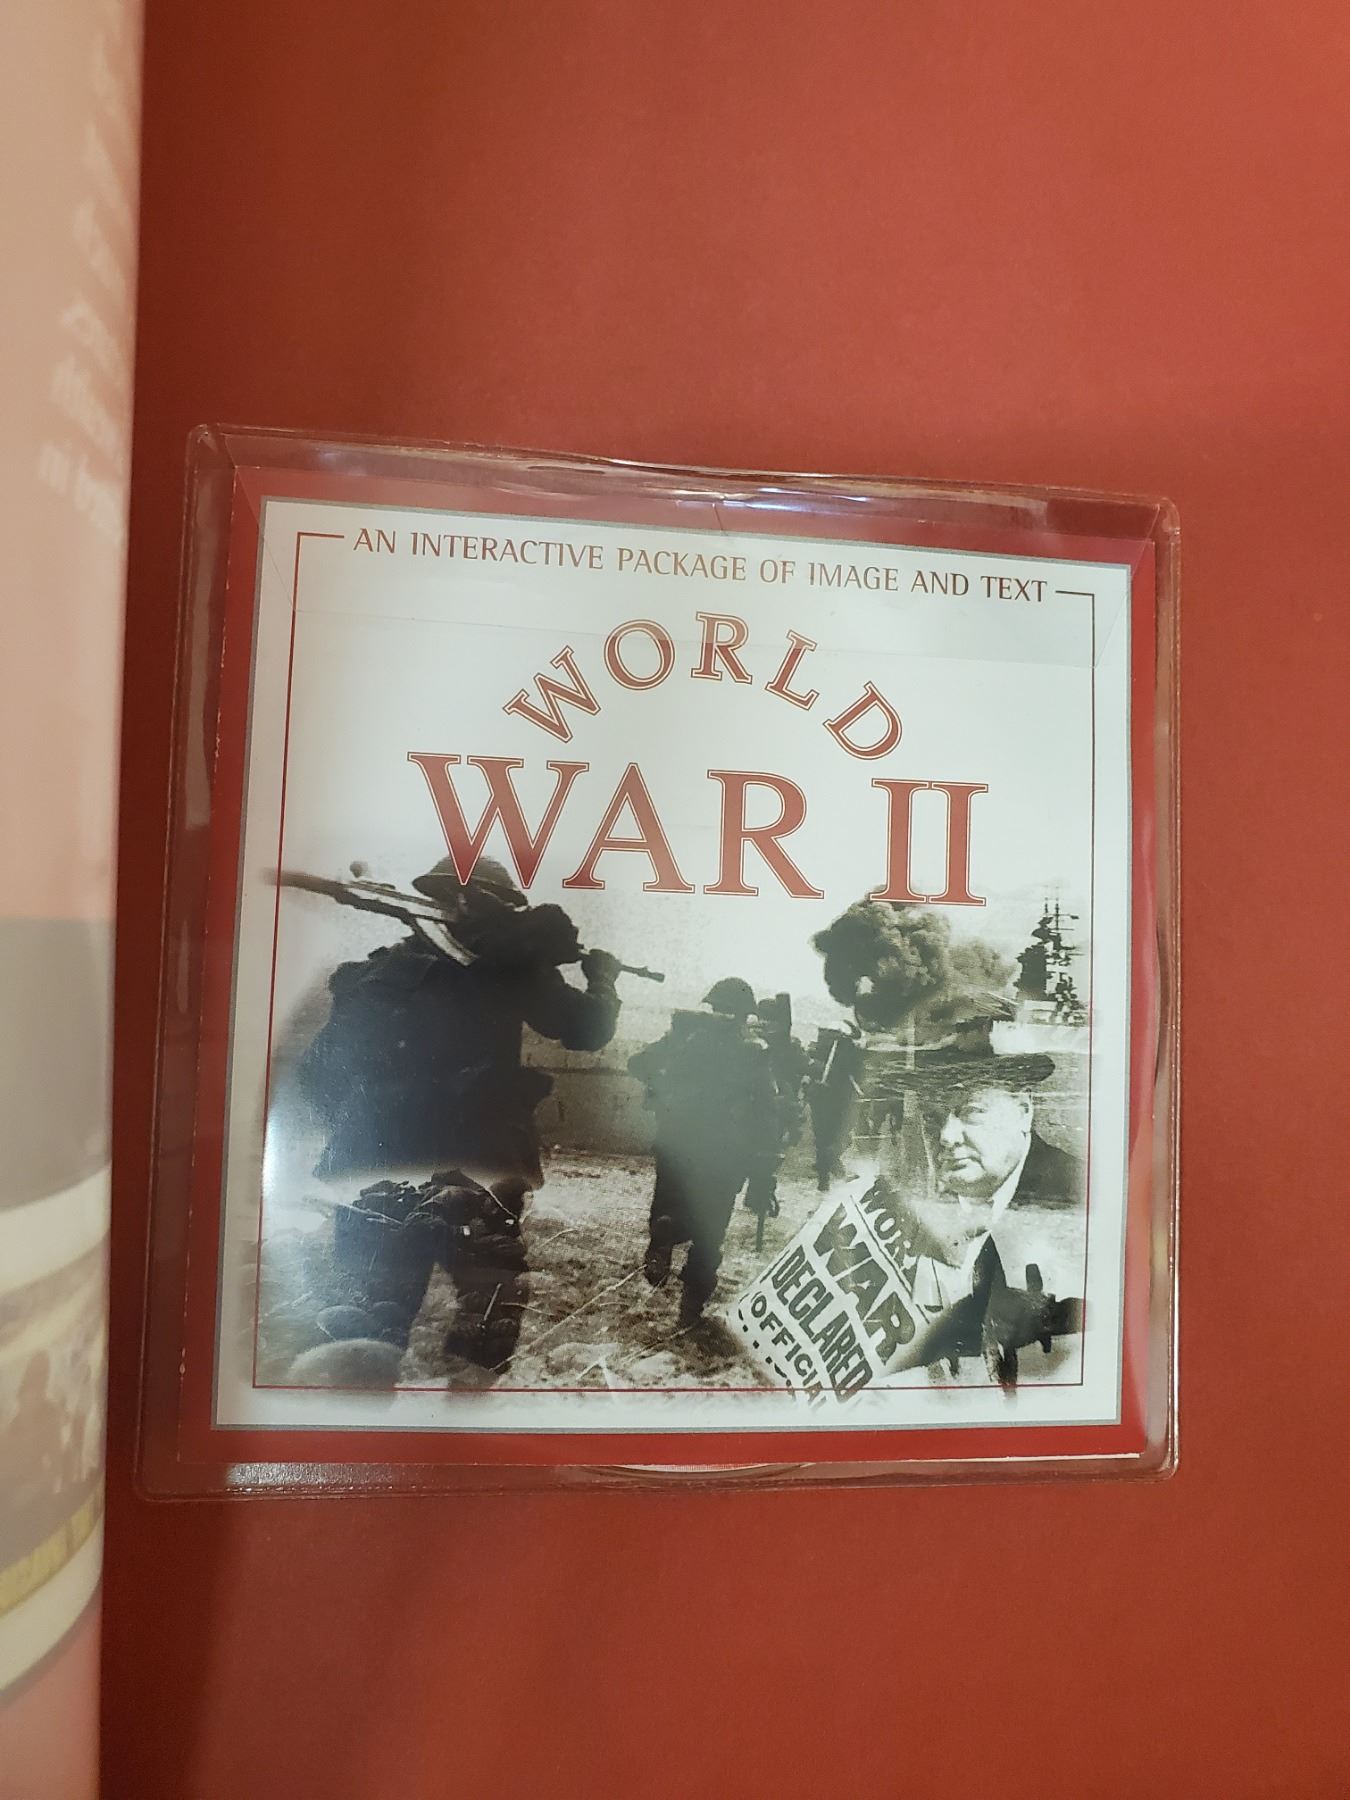 AN INTERACTIVE PACKAGE OF IMAGE AND TEXT
WORLD
WAR II
WAR
DECLARED